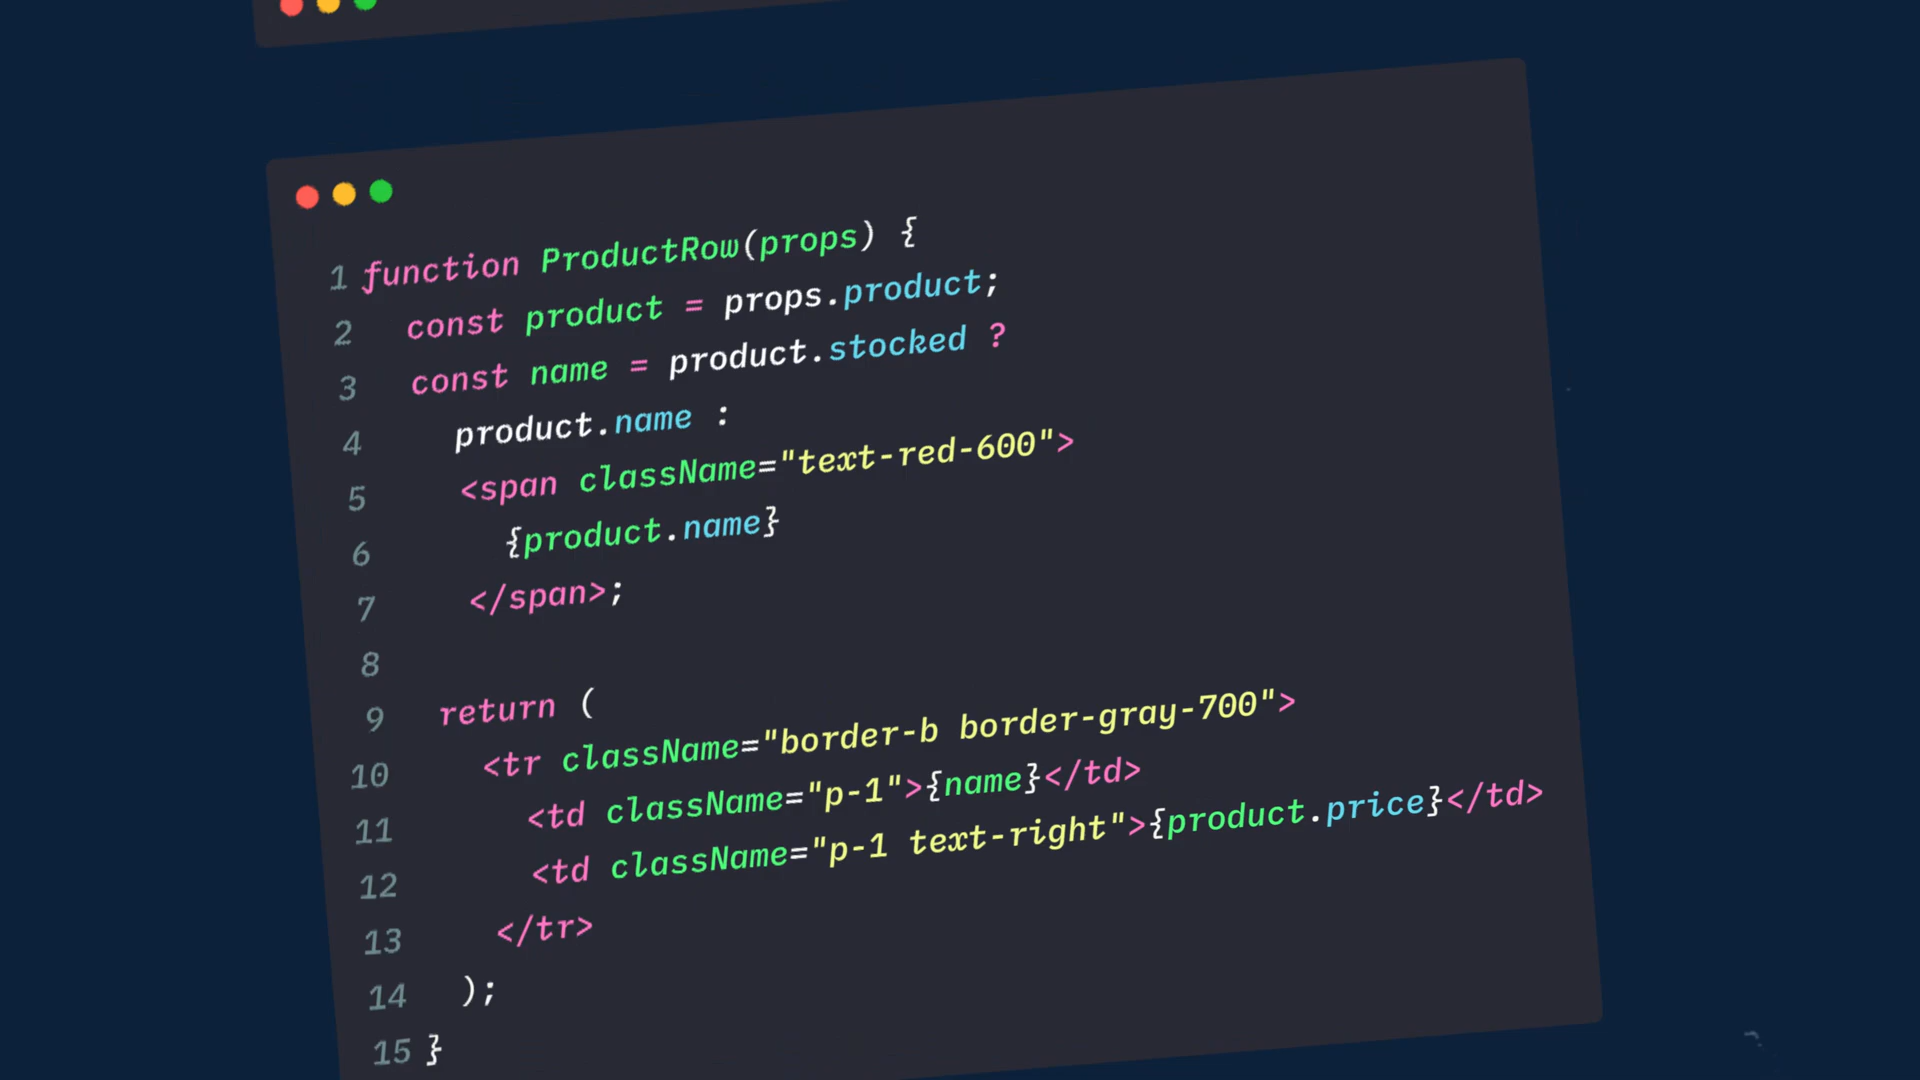 1 function ProductRow(props) {
2 const product = props.product;
3 const name = product.stocked ?
4 product.name :
5 <span className="text-red-600">
6 {product.name}
7 </span>;
8
9 return (
10 <tr className="border-b border-gray-700">
11 <td className="p-1">{name}</td>
12 <td className="p-1 text-right">{product.price}</td>
13 </tr>
14 );
15 }